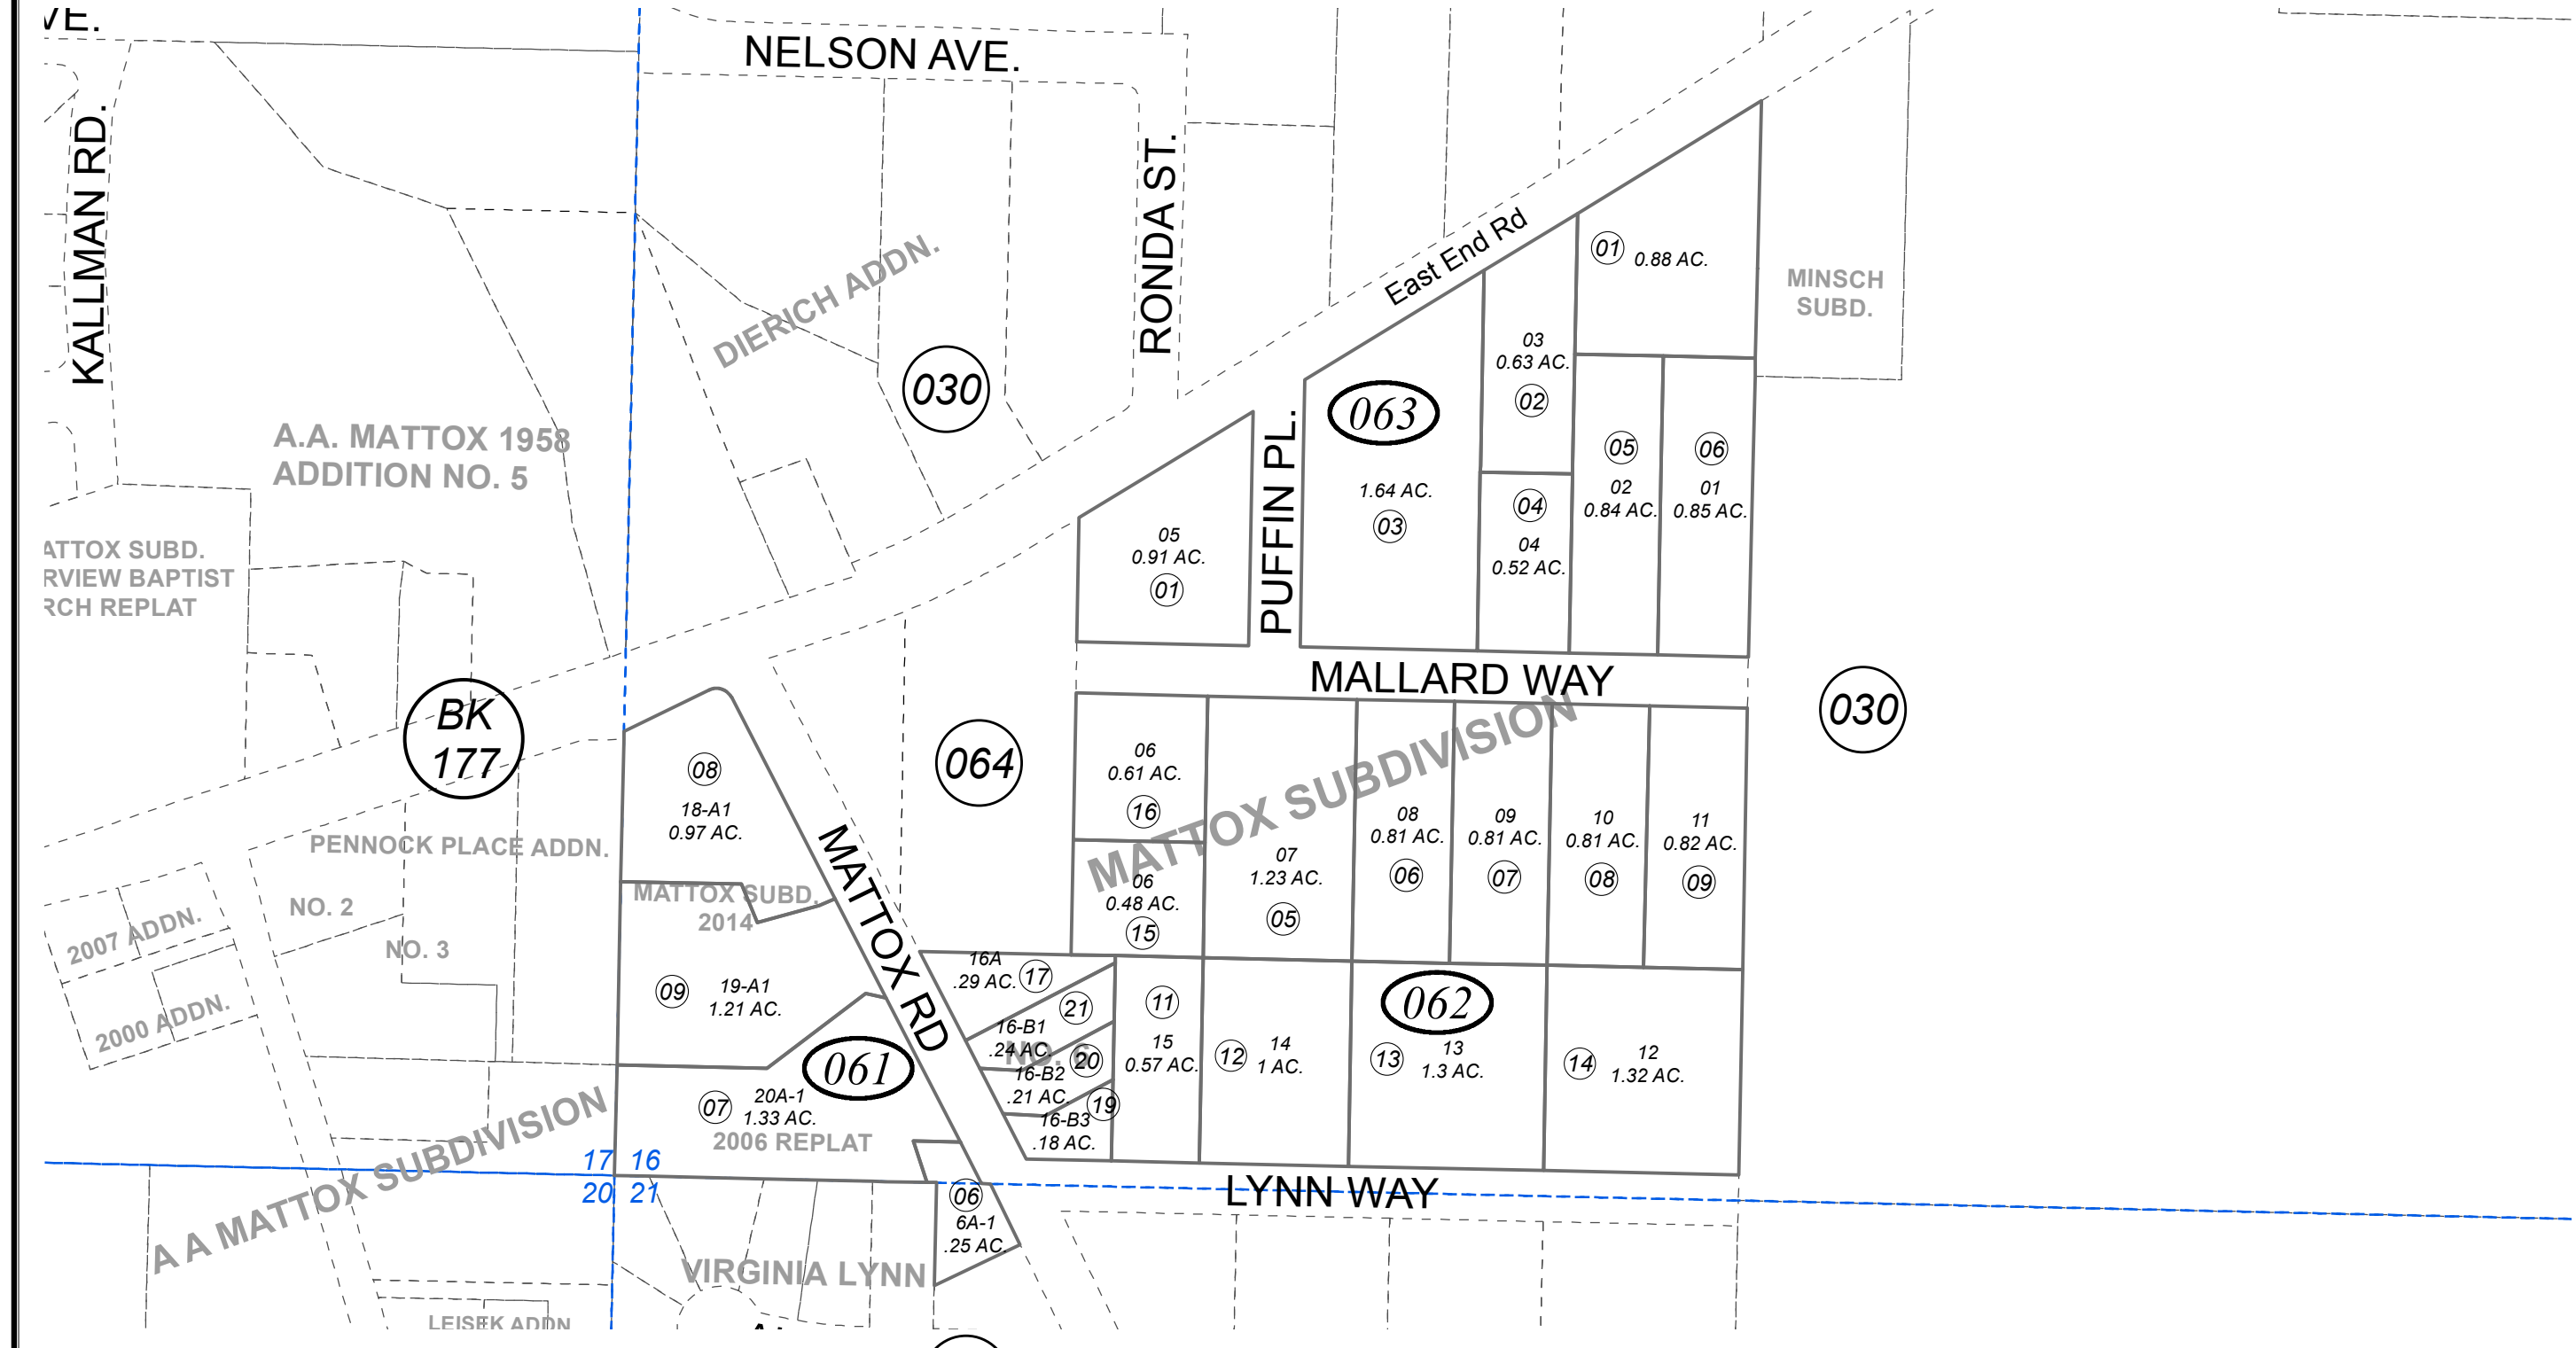 VE.
NELSON AVE.
KALLMAN RD.
RONDA ST.
East End Rd
01 0.88 AC.
MINSCH
SUBD.
DIERICH ADDN.
030
03
0.63 AC.
02
063
A.A. MATTOX 1958
ADDITION NO. 5
PUFFIN PL.
1.64 AC.
03
04
04
0.52 AC.
05
02
0.84 AC.
06
01
0.85 AC.
05
0.91 AC.
01
ATTOX SUBD.
RVIEW BAPTIST
RCH REPLAT
MALLARD WAY
BK
177
064
030
08
18-A1
0.97 AC.
MATTOX SUBDIVISION
06
0.61 AC.
16
06
0.48 AC.
15
07
1.23 AC.
05
08
0.81 AC.
06
09
0.81 AC.
07
10
0.81 AC.
08
11
0.82 AC.
09
PENNOCK PLACE ADDN.
NO. 2
NO. 3
2007 ADDN.
2000 ADDN.
MATTOX SUBD.
2014
MATTOX RD
09 19-A1
1.21 AC.
16A
.29 AC.
17
21
16-B1
.24 AC.
NO. 6
20
16-B2
.21 AC.
19
16-B3
.18 AC.
11
15
0.57 AC.
12 14
1 AC.
062
13 13
1.3 AC.
14 12
1.32 AC.
061
07 20A-1
1.33 AC.
2006 REPLAT
17 16
20 21
A A MATTOX SUBDIVISION
06
6A-1
.25 AC.
LYNN WAY
VIRGINIA LYNN
LEISEK ADDN